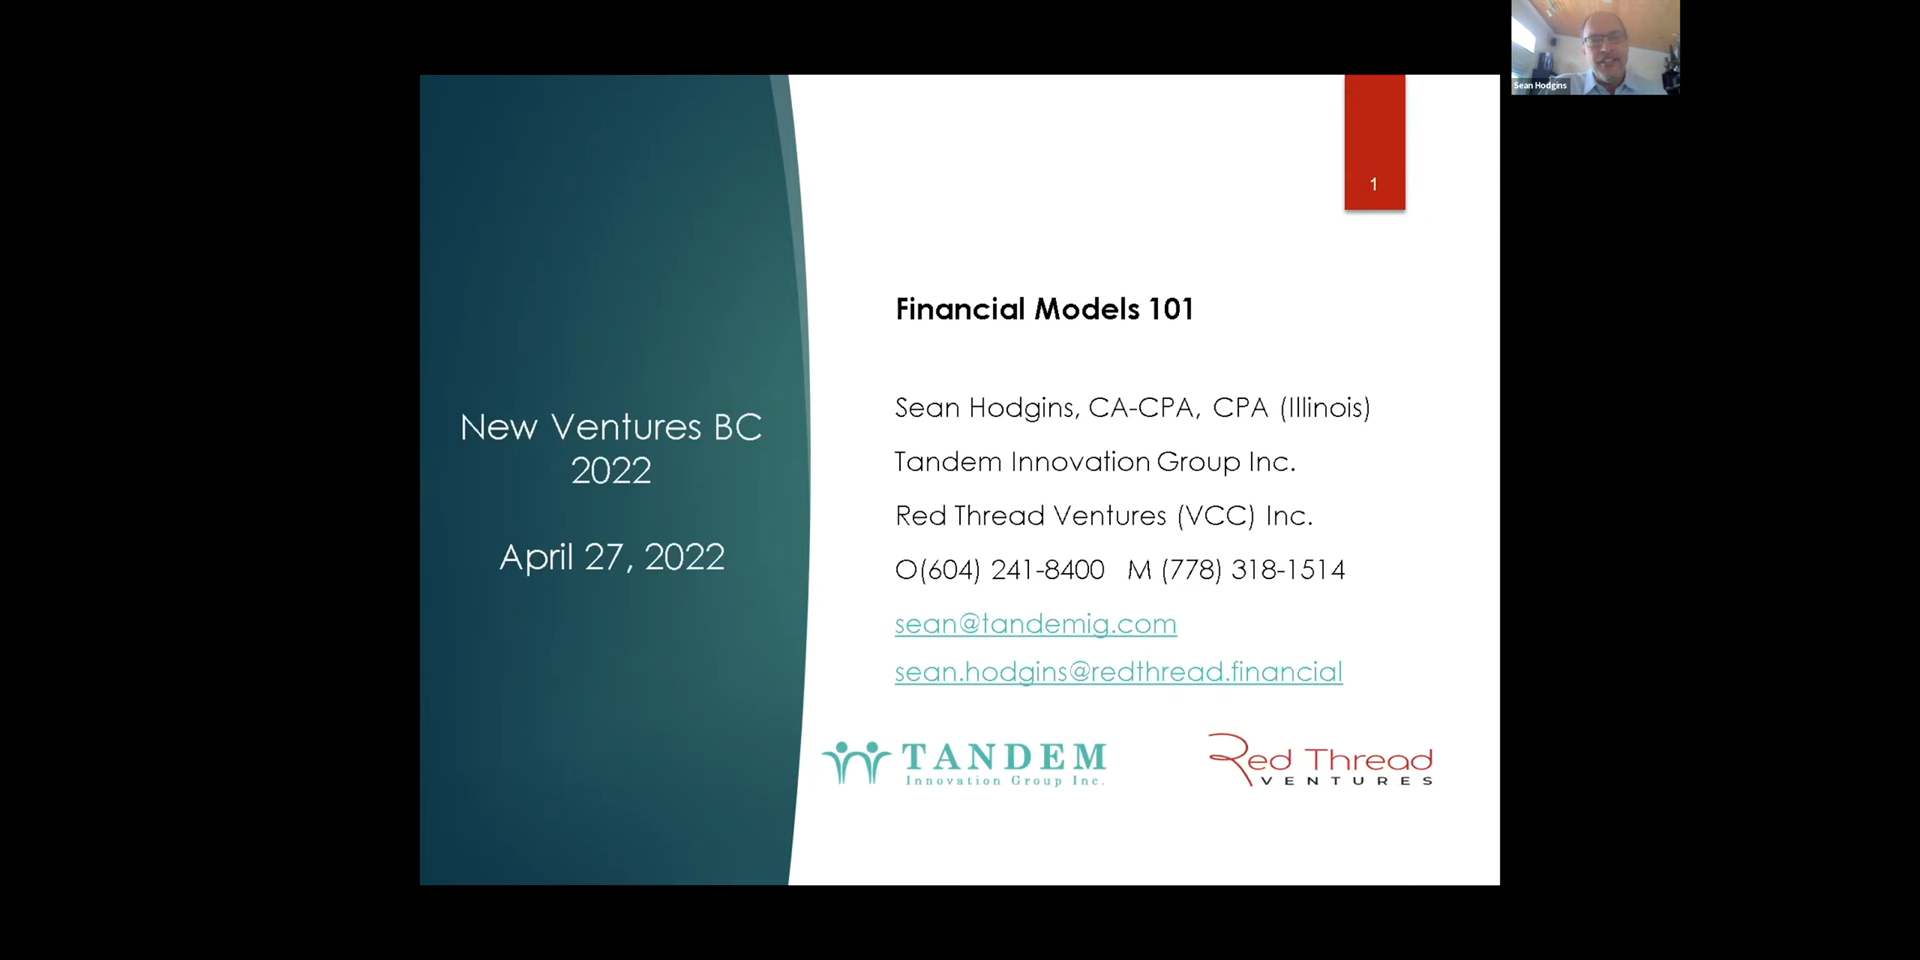 Sean Hodgins
1
New Ventures BC
2022
April 27, 2022
Financial Models 101
Sean Hodgins, CA-CPA, CPA (Illinois)
Tandem Innovation Group Inc.
Red Thread Ventures (VCC) Inc.
O(604) 241-8400 M (778) 318-1514
sean@tandemig.com
sean.hodgins@redthread.financial
TANDEM
Innovation Group Inc.
Red Thread
VENTURES